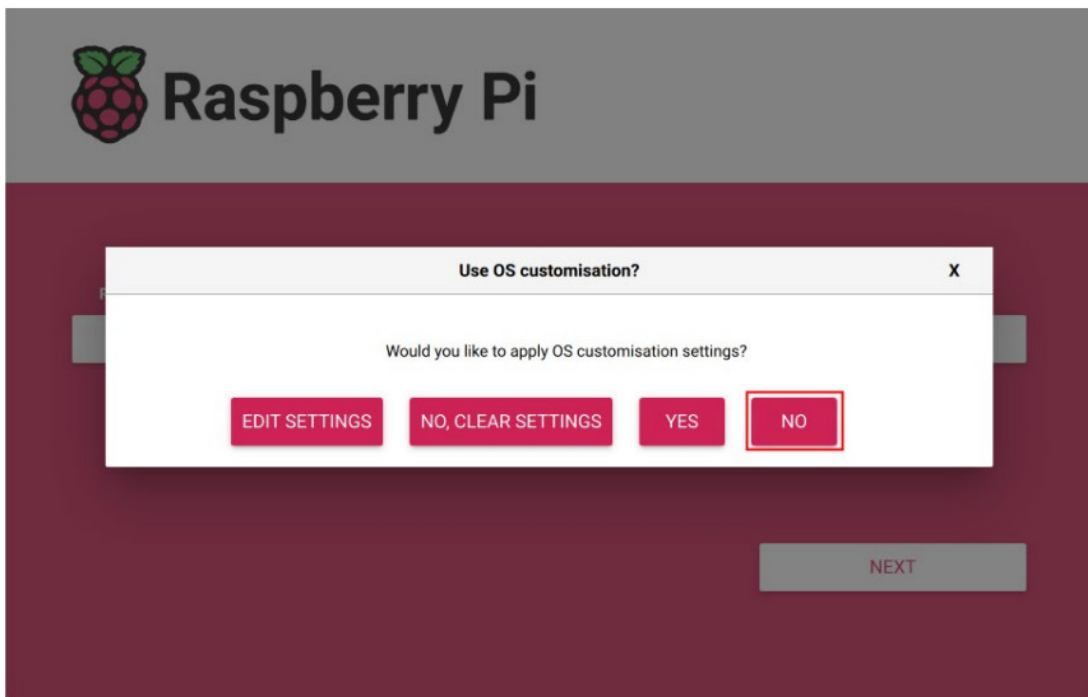 Raspberry Pi
Use OS customisation?
X
Would you like to apply OS customisation settings?
EDIT SETTINGS
NO, CLEAR SETTINGS
YES
NO
NEXT